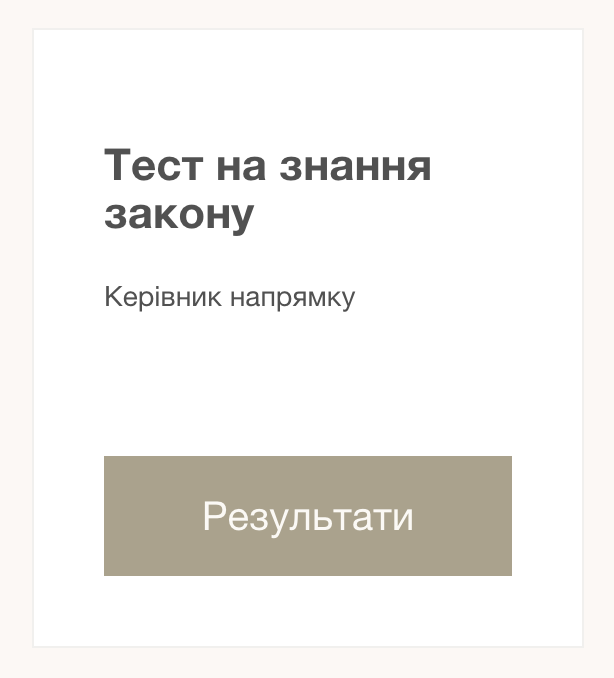 Тест на знання
закону
Керівник напрямку
Результати